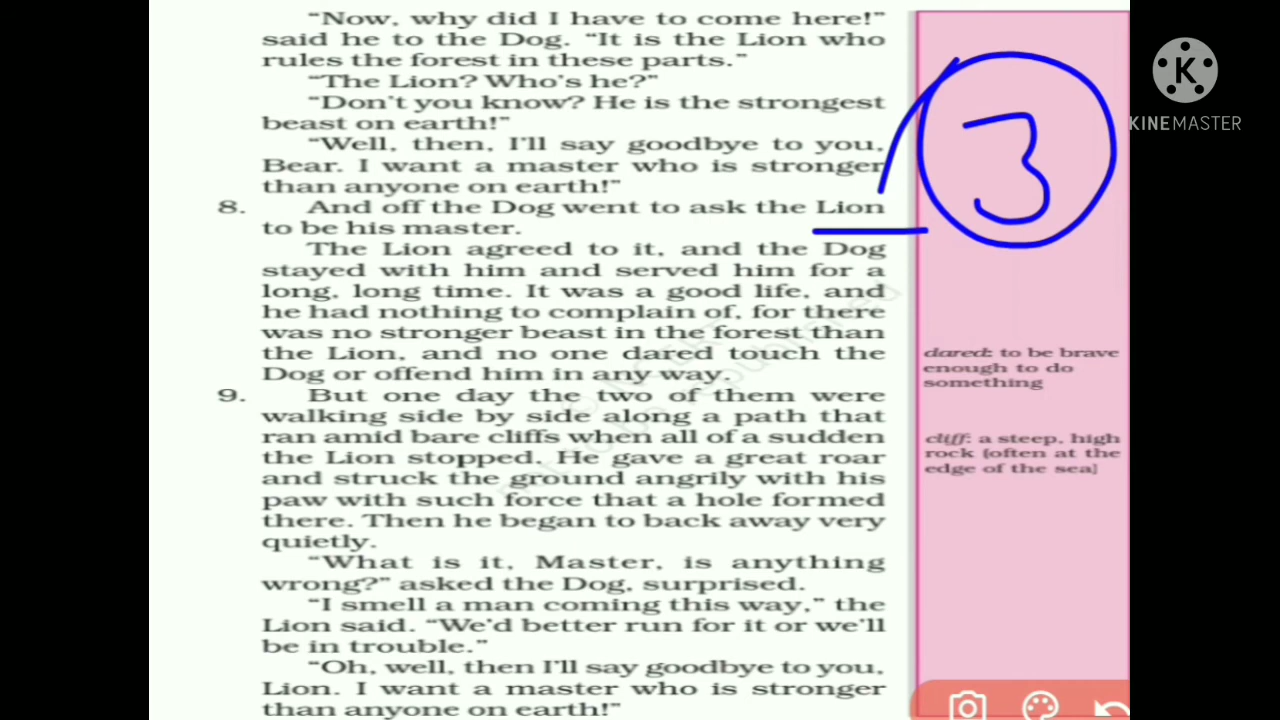 “Now, why did I have to come here!”
said he to the Dog. “It is the Lion who
rules the forest in these parts.”
“The Lion? Who’s he?”
“Don’t you know? He is the strongest
beast on earth!”
“Well, then, I’ll say goodbye to you,
Bear. I want a master who is stronger
than anyone on earth!”
8. And off the Dog went to ask the Lion
to be his master.
The Lion agreed to it, and the Dog
stayed with him and served him for a
long, long time. It was a good life, and
he had nothing to complain of, for there
was no stronger beast in the forest than
the Lion, and no one dared touch the
Dog or offend him in any way.
9. But one day the two of them were
walking side by side along a path that
ran amid bare cliffs when all of a sudden
the Lion stopped. He gave a great roar
and struck the ground angrily with his
paw with such force that a hole formed
there. Then he began to back away very
quietly.
“What is it, Master, is anything
wrong?” asked the Dog, surprised.
“I smell a man coming this way,” the
Lion said. “We’d better run for it or we’ll
be in trouble.”
“Oh, well, then I’ll say goodbye to you,
Lion. I want a master who is stronger
than anyone on earth!”
3
dared: to be brave
enough to do
something
cliff: a steep, high
rock (often at the
edge of the sea)
K
KINEMASTER